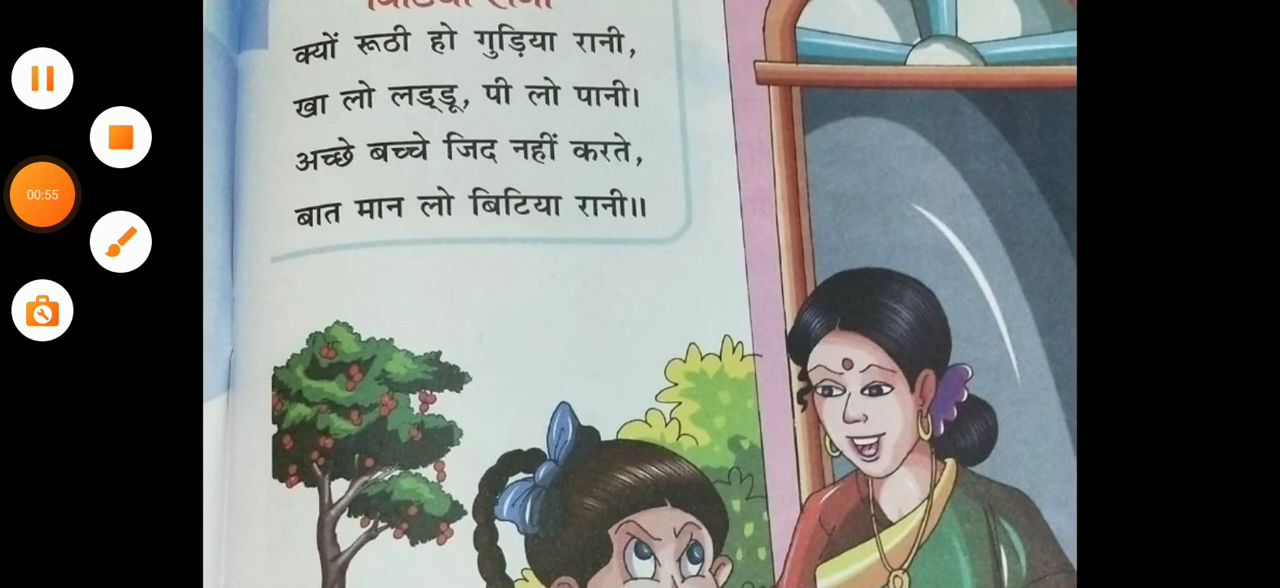 बिटिया रानी
क्यों रूठी हो गुड़िया रानी,
खा लो लड्डू, पी लो पानी।
अच्छे बच्चे जिद नहीं करते,
बात मान लो बिटिया रानी॥
00:55